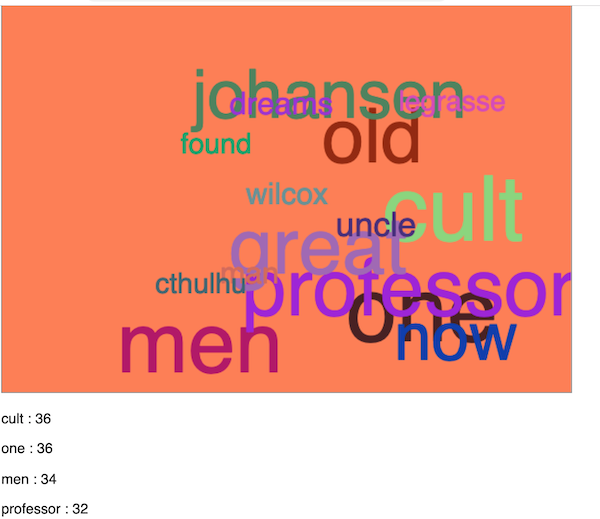 johansen
dreams
legrasse
old
found
wilcox
cult
uncle
great
man
cthulhu
professor
one
now
men
cult : 36
one : 36
men : 34
professor : 32